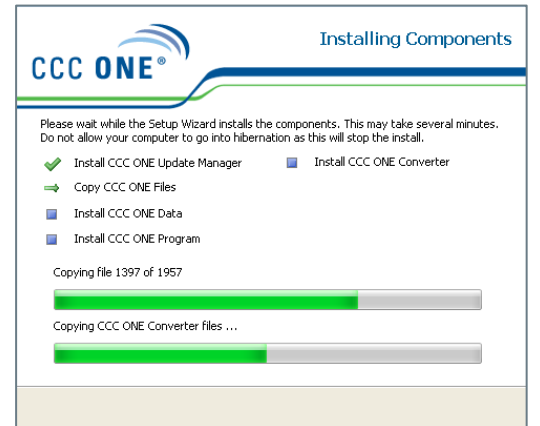 CCC ONE®
Installing Components
Please wait while the Setup Wizard installs the components. This may take several minutes.
Do not allow your computer to go into hibernation as this will stop the install.
Install CCC ONE Update Manager
Install CCC ONE Converter
Copy CCC ONE Files
Install CCC ONE Data
Install CCC ONE Program
Copying file 1397 of 1957
Copying CCC ONE Converter files ...